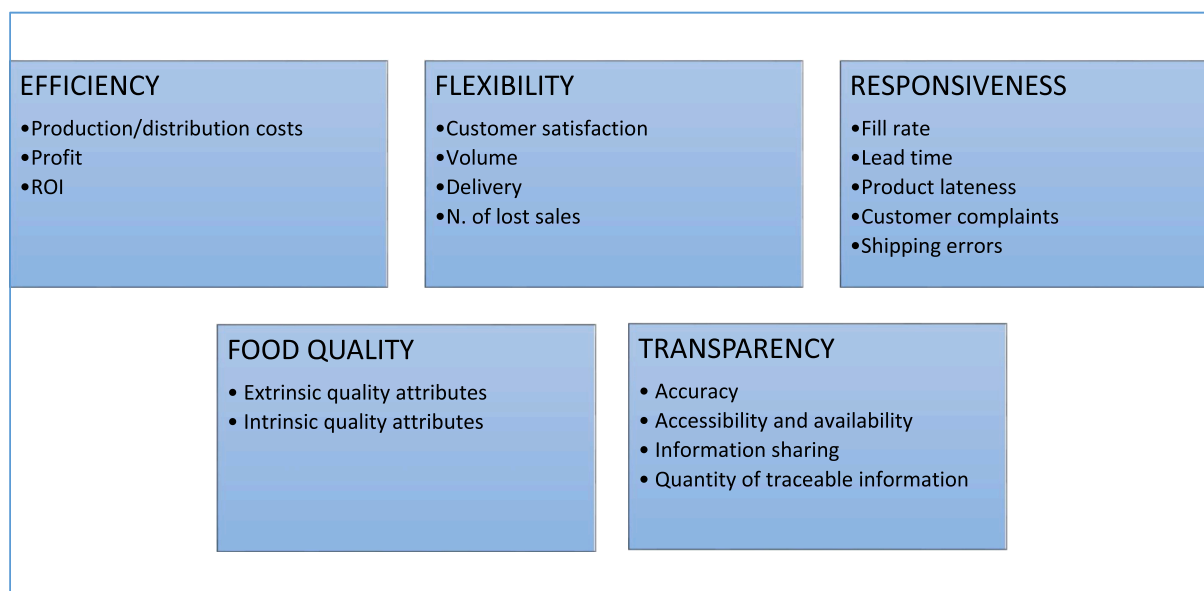 EFFICIENCY
•Production/distribution costs
•Profit
•ROI
FLEXIBILITY
•Customer satisfaction
•Volume
•Delivery
•N. of lost sales
RESPONSIVENESS
•Fill rate
•Lead time
•Product lateness
•Customer complaints
•Shipping errors
FOOD QUALITY
• Extrinsic quality attributes
• Intrinsic quality attributes
TRANSPARENCY
• Accuracy
• Accessibility and availability
• Information sharing
• Quantity of traceable information